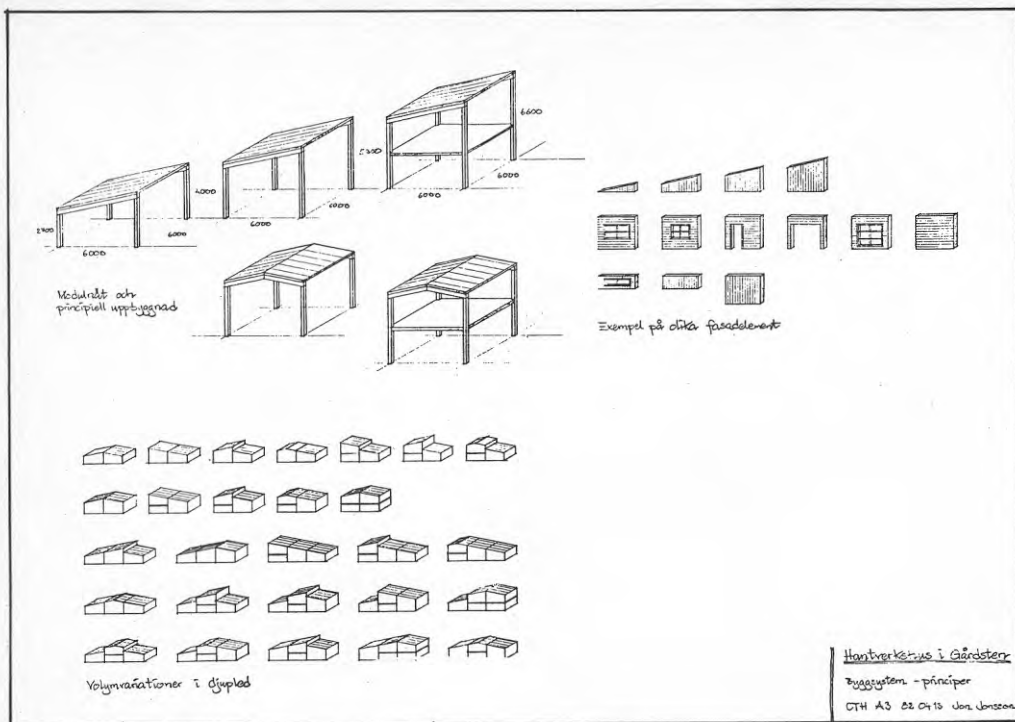 6600
5300
4000
6000
6000
6000
6000
2700
6000
6000
Modulnät och
principiell uppbyggnad
Exempel på olika fasadelement
Volymvariationer i djupled
Hantverkshus i Gårdsten
Byggsystem - principer
CTH A3 82 04 13 Jon Jonsson